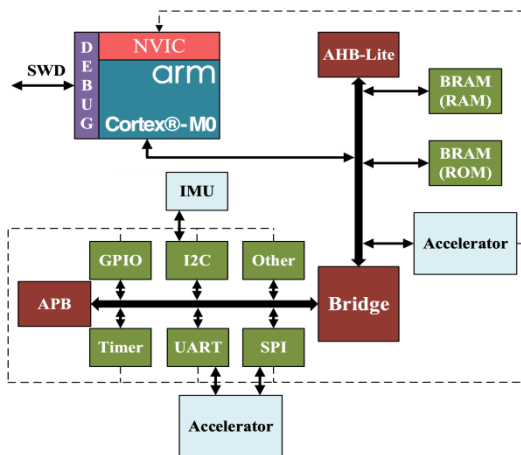 DEBUG
NVIC
AHB-Lite
SWD
arm
Cortex®-M0
BRAM
(RAM)
BRAM
(ROM)
IMU
Accelerator
GPIO
I2C
Other
APB
Bridge
Timer
UART
SPI
Accelerator